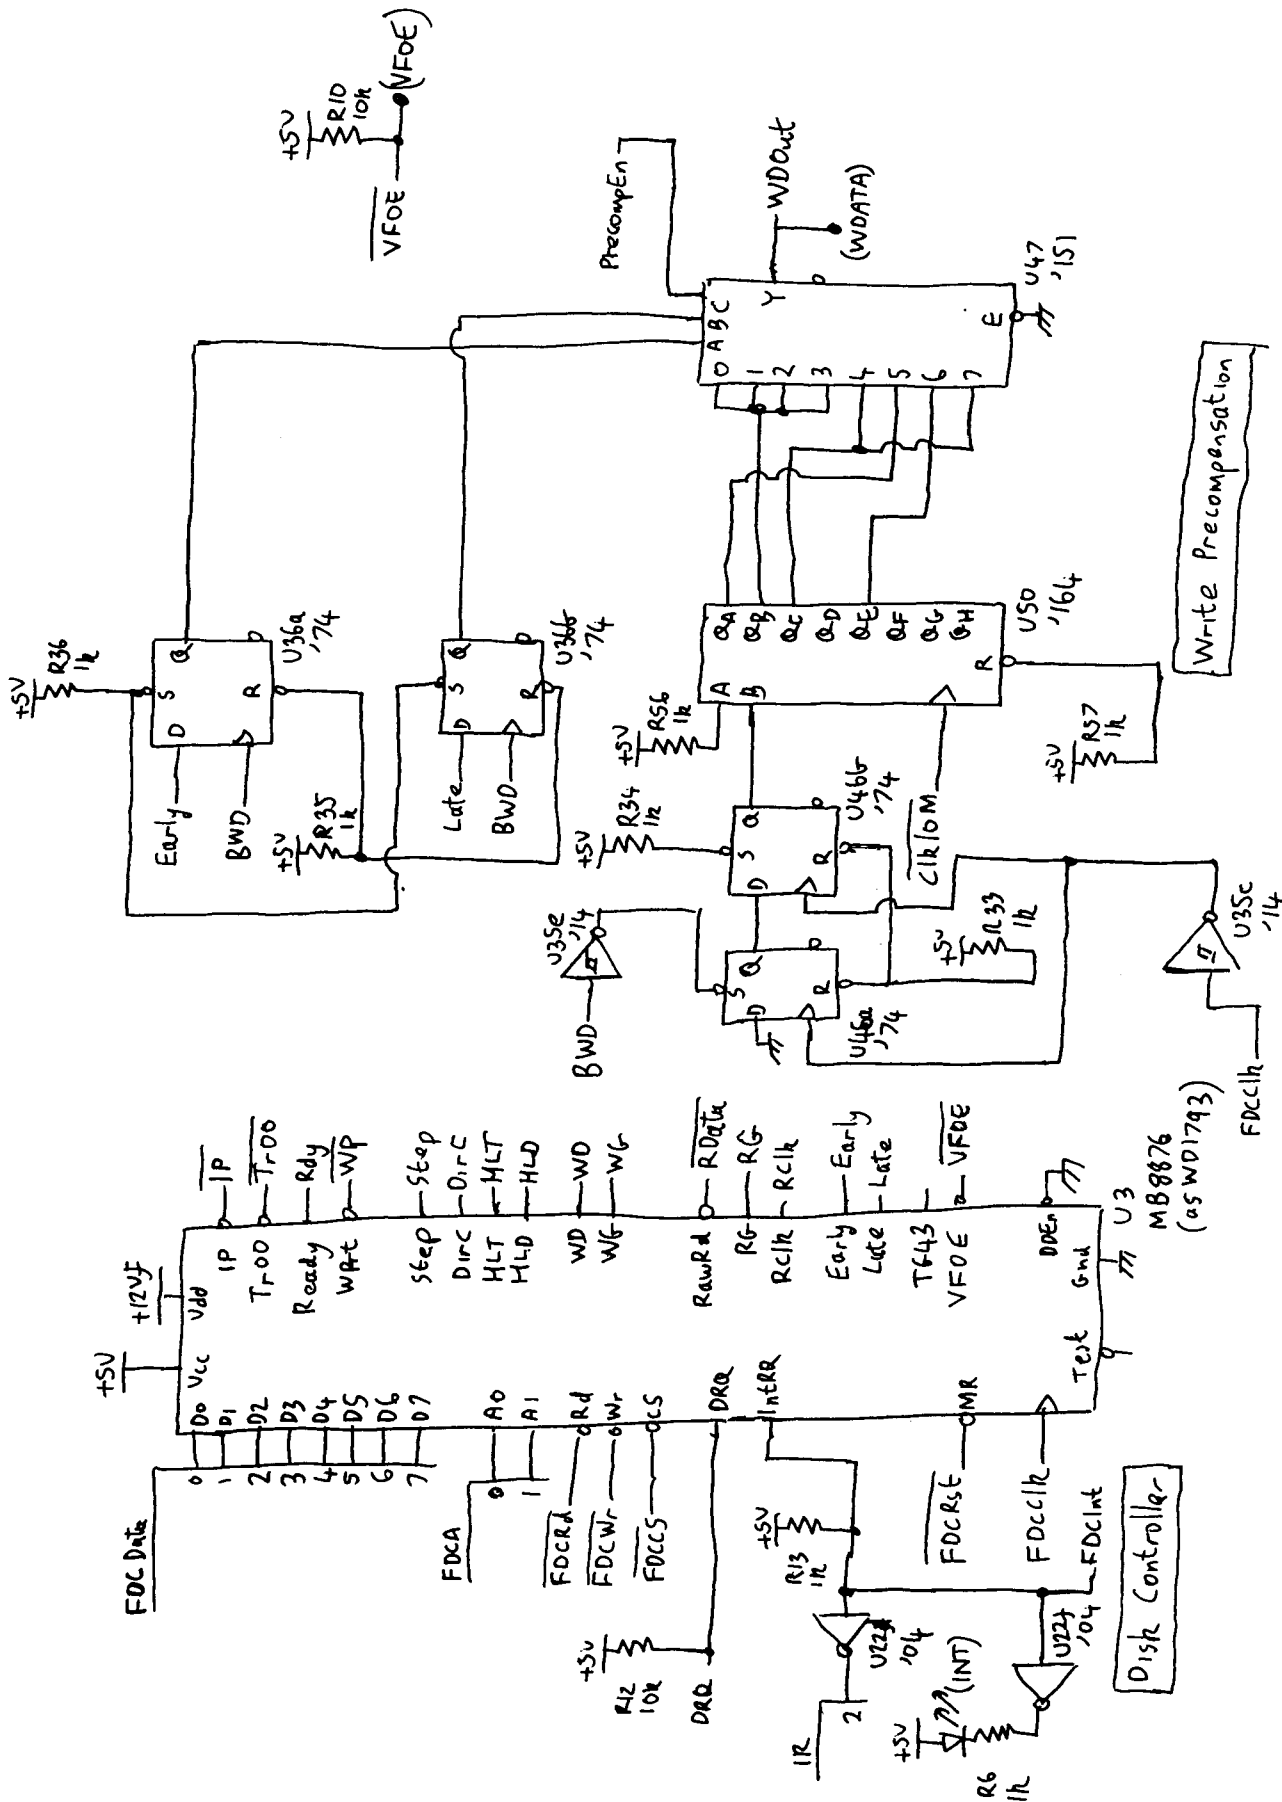 Disk Controller
FDCData
0
1
2
3
4
5
6
7
D0
D1
D2
D3
D4
D5
D6
D7
+5V
Vcc
+12VF
Vdd
FDCA
0
1
A0
A1
FDCRd
Rd
FDCWr
Wr
FDCCS
CS
+5V
R12
10k
DRQ
DRQ
IntRQ
+5V
R13
1k
IR
2
'04
+5V
(INT)
R6
1k
U22f
'04
FDCInt
FDCRst
MR
FDCClk
Test
Gnd
DDEn
U3
MB8876
(as WD1793)
IP
IP
Tr00
Tr00
Ready
Rdy
WPrt
WP
Step
Step
Dirc
Dirc
HLT
HLT
HLD
HLD
WD
WD
WG
WG
RawRd
RData
RG
RG
RClk
RClk
Early
Early
Late
Late
TG43
VFOE
VFOE
Write Precompensation
+5V
R36
1k
Early
D
S
Q
BWD
R
U36a
'74
+5V
R35
1k
Late
D
S
Q
BWD
R
U36b
'74
BWD
U35e
'14
D
S
Q
R
U46a
'74
+5V
R34
1k
D
S
Q
R
U46b
'74
+5V
R33
1k
FDCClk
U35c
'14
+5V
R56
1k
A
B
Clk10M
QA
QB
QC
QD
QE
QF
QG
QH
R
U50
'164
+5V
R57
1k
0
1
2
3
4
5
6
7
A
B
C
Y
E
U47
'151
PrecompEn
WDOut
(WDATA)
+5V
R10
10k
VFOE
(VFOE)